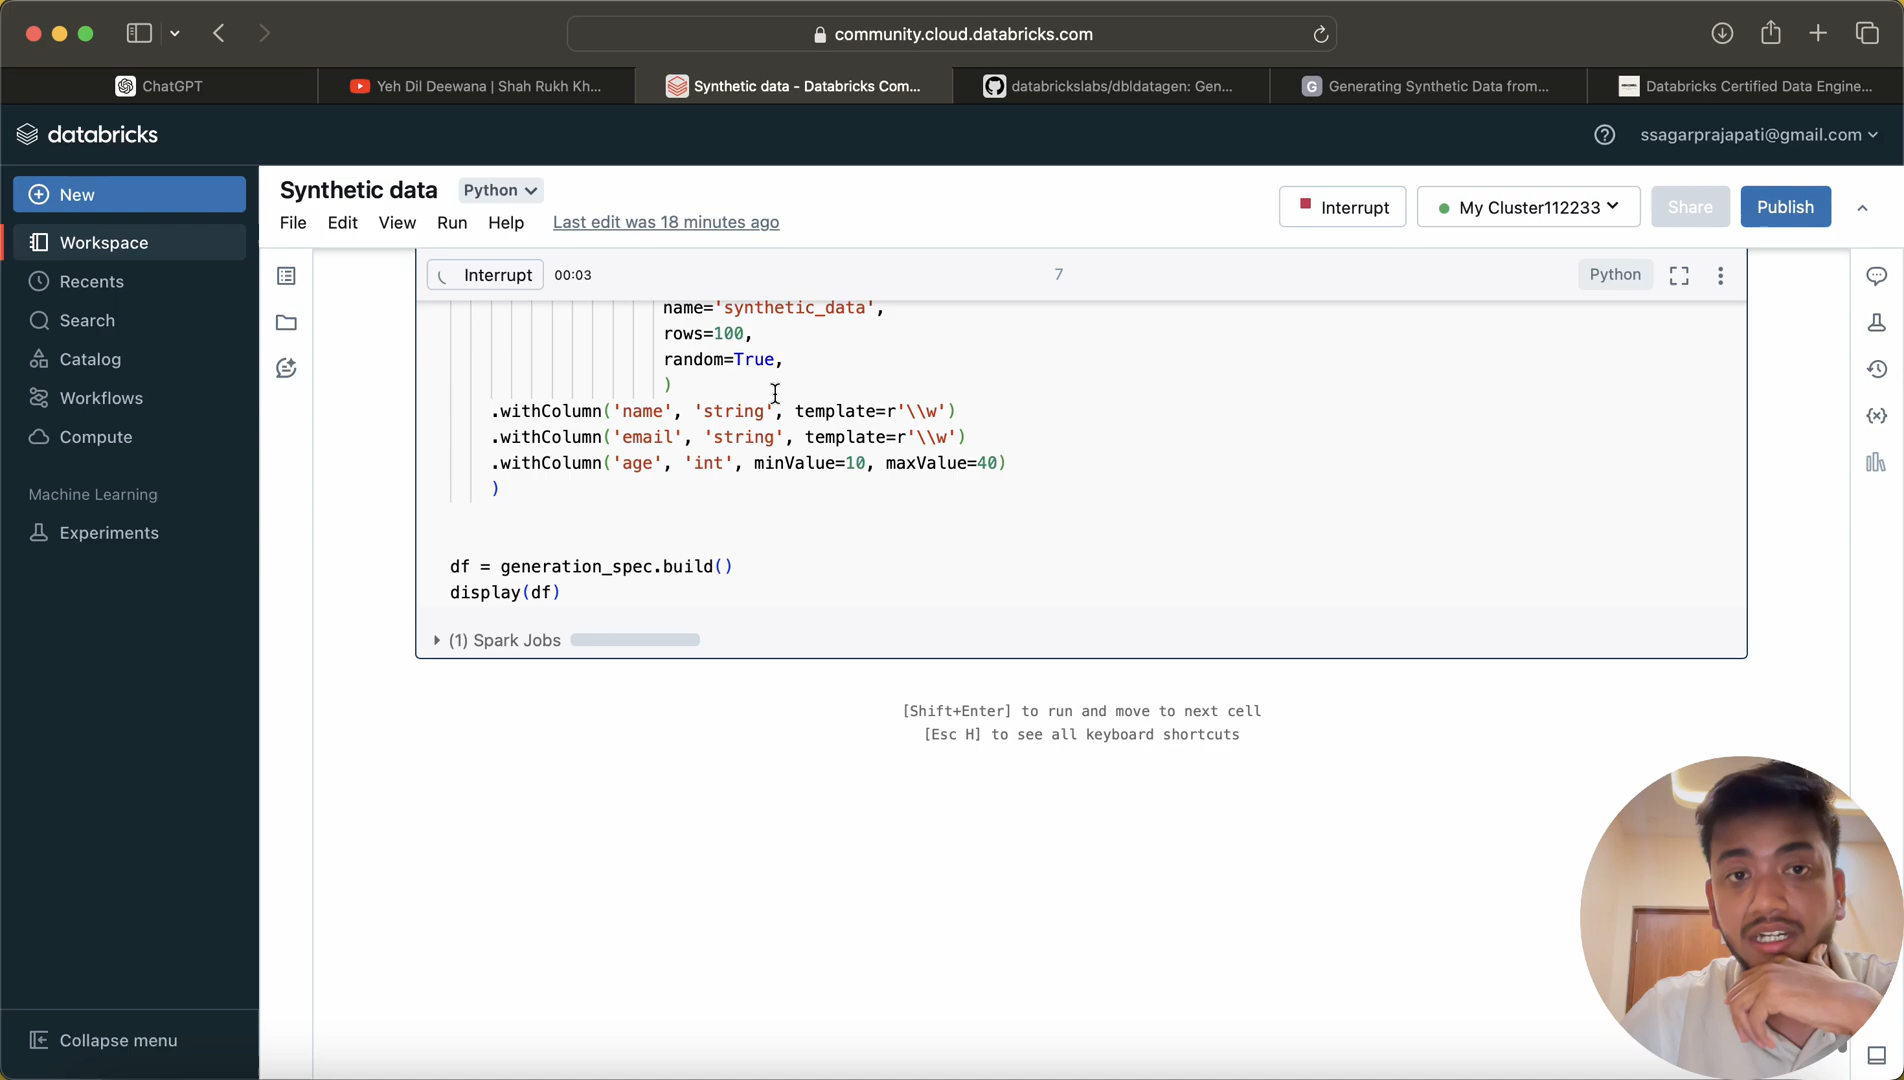 community.cloud.databricks.com
ChatGPT
Yeh Dil Deewana | Shah Rukh Kh...
Synthetic data - Databricks Com...
databrickslabs/dbldatagen: Gen...
G Generating Synthetic Data from...
Databricks Certified Data Engine...
databricks
ssagarprajapati@gmail.com
New
Workspace
Recents
Search
Catalog
Workflows
Compute
Machine Learning
Experiments
Collapse menu
Synthetic data Python
File Edit View Run Help Last edit was 18 minutes ago
Interrupt My Cluster112233 Share Publish
Interrupt 00:03 7 Python
name='synthetic_data',
rows=100,
random=True,
)
.withColumn('name', 'string', template=r'\\w')
.withColumn('email', 'string', template=r'\\w')
.withColumn('age', 'int', minValue=10, maxValue=40)
)
df = generation_spec.build()
display(df)
(1) Spark Jobs
[Shift+Enter] to run and move to next cell
[Esc H] to see all keyboard shortcuts